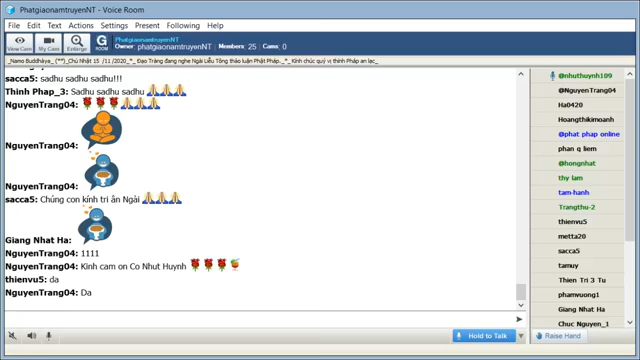 PhatgiaonamtruyenNT - Voice Room
File Edit Text Actions Settings Present Following Help
View Cam
My Cam
Enlarge
G ROOM
PhatgiaonamtruyenNT
Owner: phatgiaonamtruyenNT Members: 25 Cams: 0
_Namo Buddhàya_ (**)_Chủ Nhật 15 /11 /2020_*_ Đạo Tràng đang nghe Ngài Liễu Tông thảo luận Phật Pháp._*_Kính chúc quý vị thính Pháp an lạc_
sacca5: sadhu sadhu sadhu!!!
Thinh Phap_3: Sadhu sadhu sadhu
NguyenTrang04:
NguyenTrang04:
NguyenTrang04:
sacca5: Chúng con kính tri ân Ngài
Giang Nhat Ha:
NguyenTrang04: 1111
NguyenTrang04: Kinh cam on Co Nhut Huynh
thienvu5: da
NguyenTrang04: Da
@nhuthuynh109
@NguyenTrang04
Ha0420
Hoangthikimoanh
@phat phap online
phan q liem
@hongnhat
thy lam
tam-hanh
Trangthu-2
thienvu5
metta20
sacca5
tamuy
Thien Tri 3 Tu
phamvuong1
Giang Nhat Ha
Chuc Nguyen_1
Hold to Talk
Raise Hand